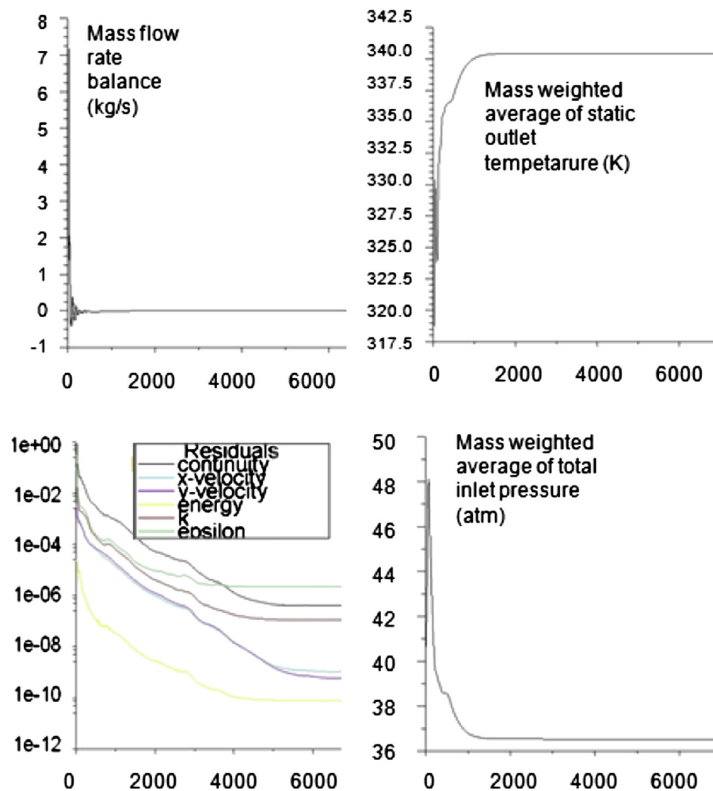 8
7
6
5
4
3
2
1
0
-1
Mass flow
rate
balance
(kg/s)
0 2000 4000 6000
342.5
340.0
337.5
335.0
332.5
330.0
327.5
325.0
322.5
320.0
317.5
Mass weighted
average of static
outlet
tempetarure (K)
0 2000 4000 6000
1e+00
1e-02
1e-04
1e-06
1e-08
1e-10
1e-12
Residuals
continuity
x-velocity
y-velocity
energy
k
epsilon
0 2000 4000 6000
50
48
46
44
42
40
38
36
Mass weighted
average of total
inlet pressure
(atm)
0 2000 4000 6000